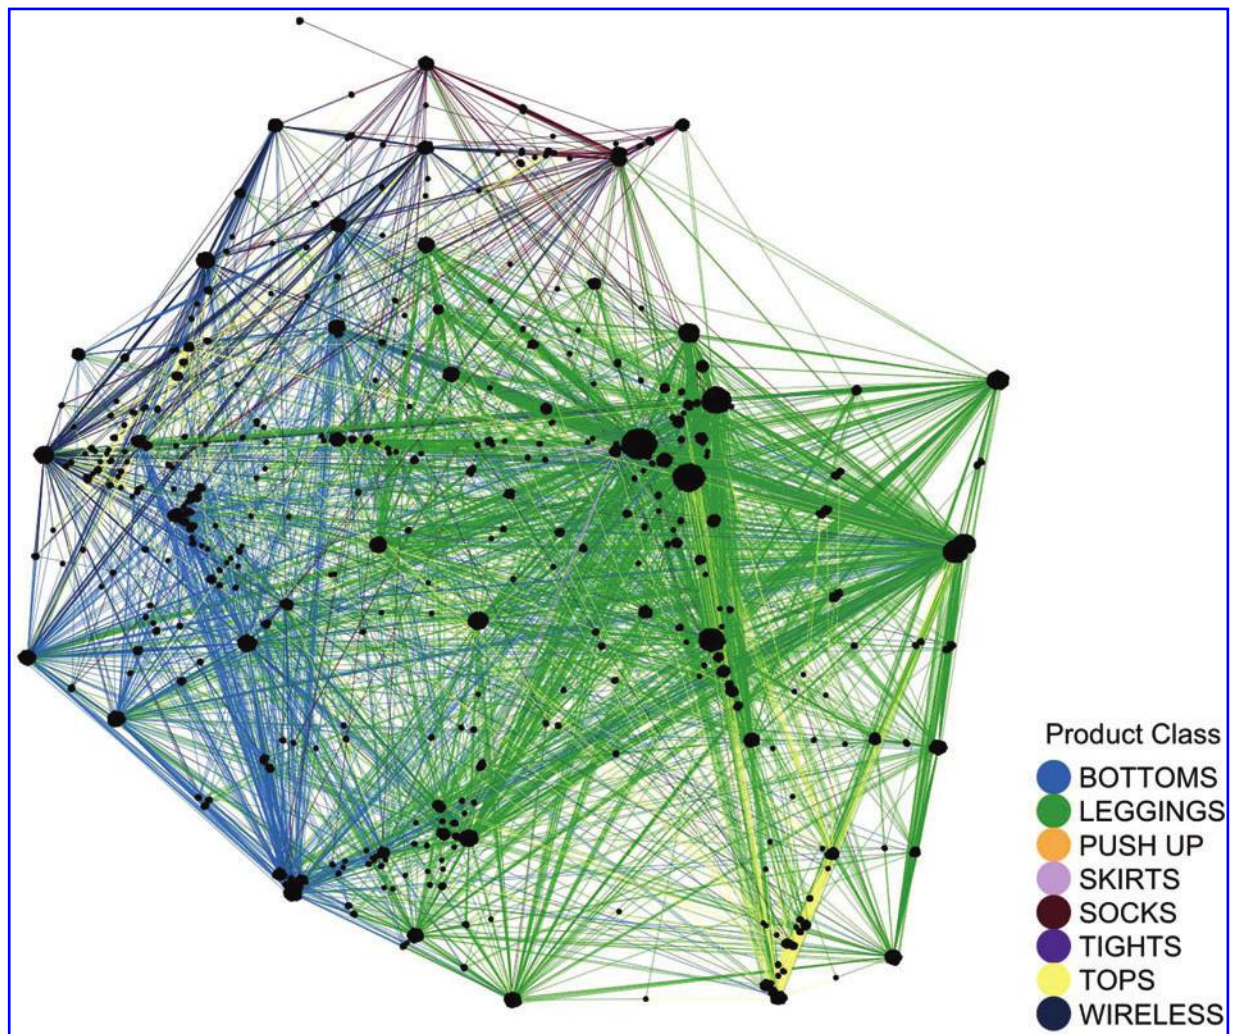 Product Class
BOTTOMS
LEGGINGS
PUSH UP
SKIRTS
SOCKS
TIGHTS
TOPS
WIRELESS